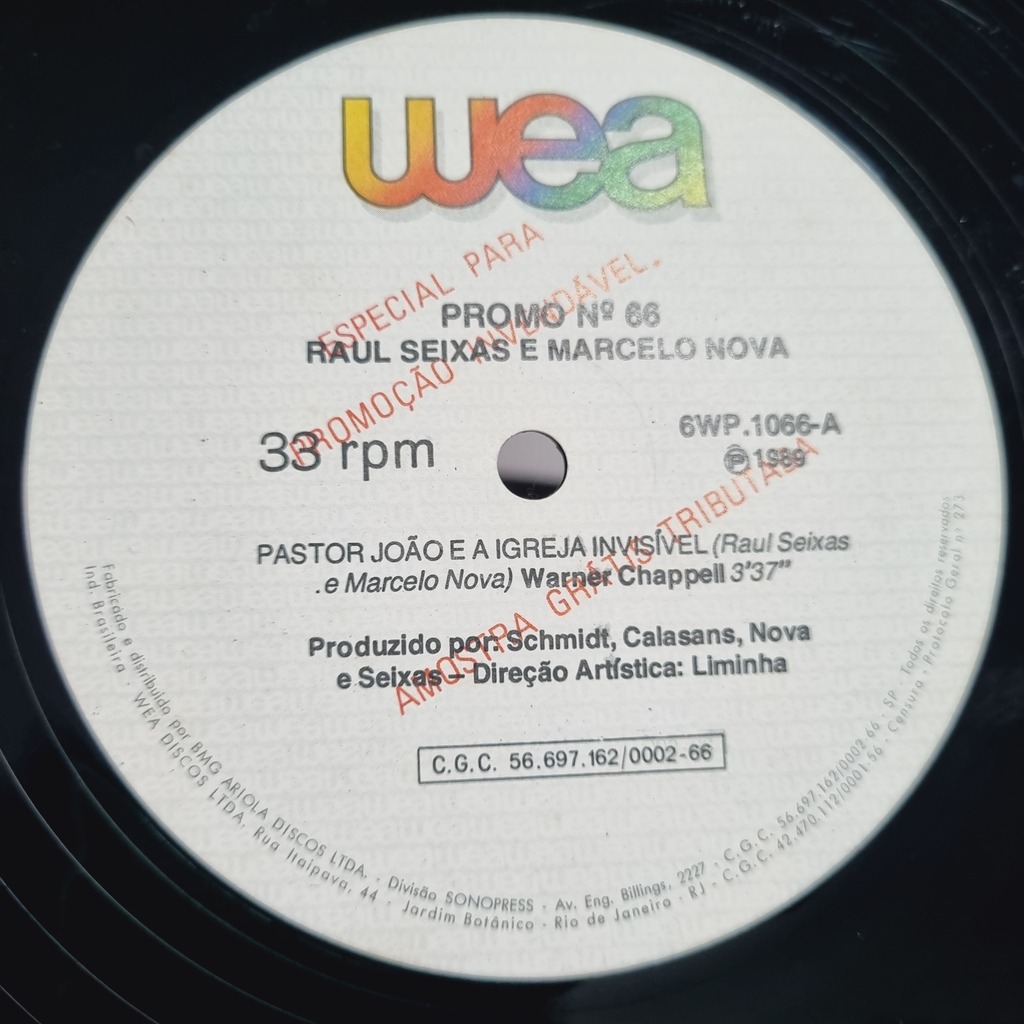 wea
ESPECIAL PARA
PROMOÇÃO INVENDÁVEL.
PROMO Nº 66
RAUL SEIXAS E MARCELO NOVA
33 rpm
6WP.1066-A
℗ 1989
AMOSTRA GRÁTIS TRIBUTADA
PASTOR JOÃO E A IGREJA INVISÍVEL (Raul Seixas
.e Marcelo Nova) Warner Chappell 3'37"
Produzido por: Schmidt, Calasans, Nova
e Seixas – Direção Artística: Liminha
C.G.C. 56.697.162/0002-66
Fabricado e distribuido por BMG ARIOLA DISCOS LTDA. · Divisão SONOPRESS · Av. Eng. Billings, 2227 · C.G.C. 56.697.162/0002.66 · SP · Todos os direitos reservados
Ind. Brasileira · WEA DISCOS LTDA. Rua Itaipava, 44 · Jardim Botânico · Rio de Janeiro · RJ · C.G.C. 42.470.112/0001.56 · Censura · Protocolo Geral nº 273